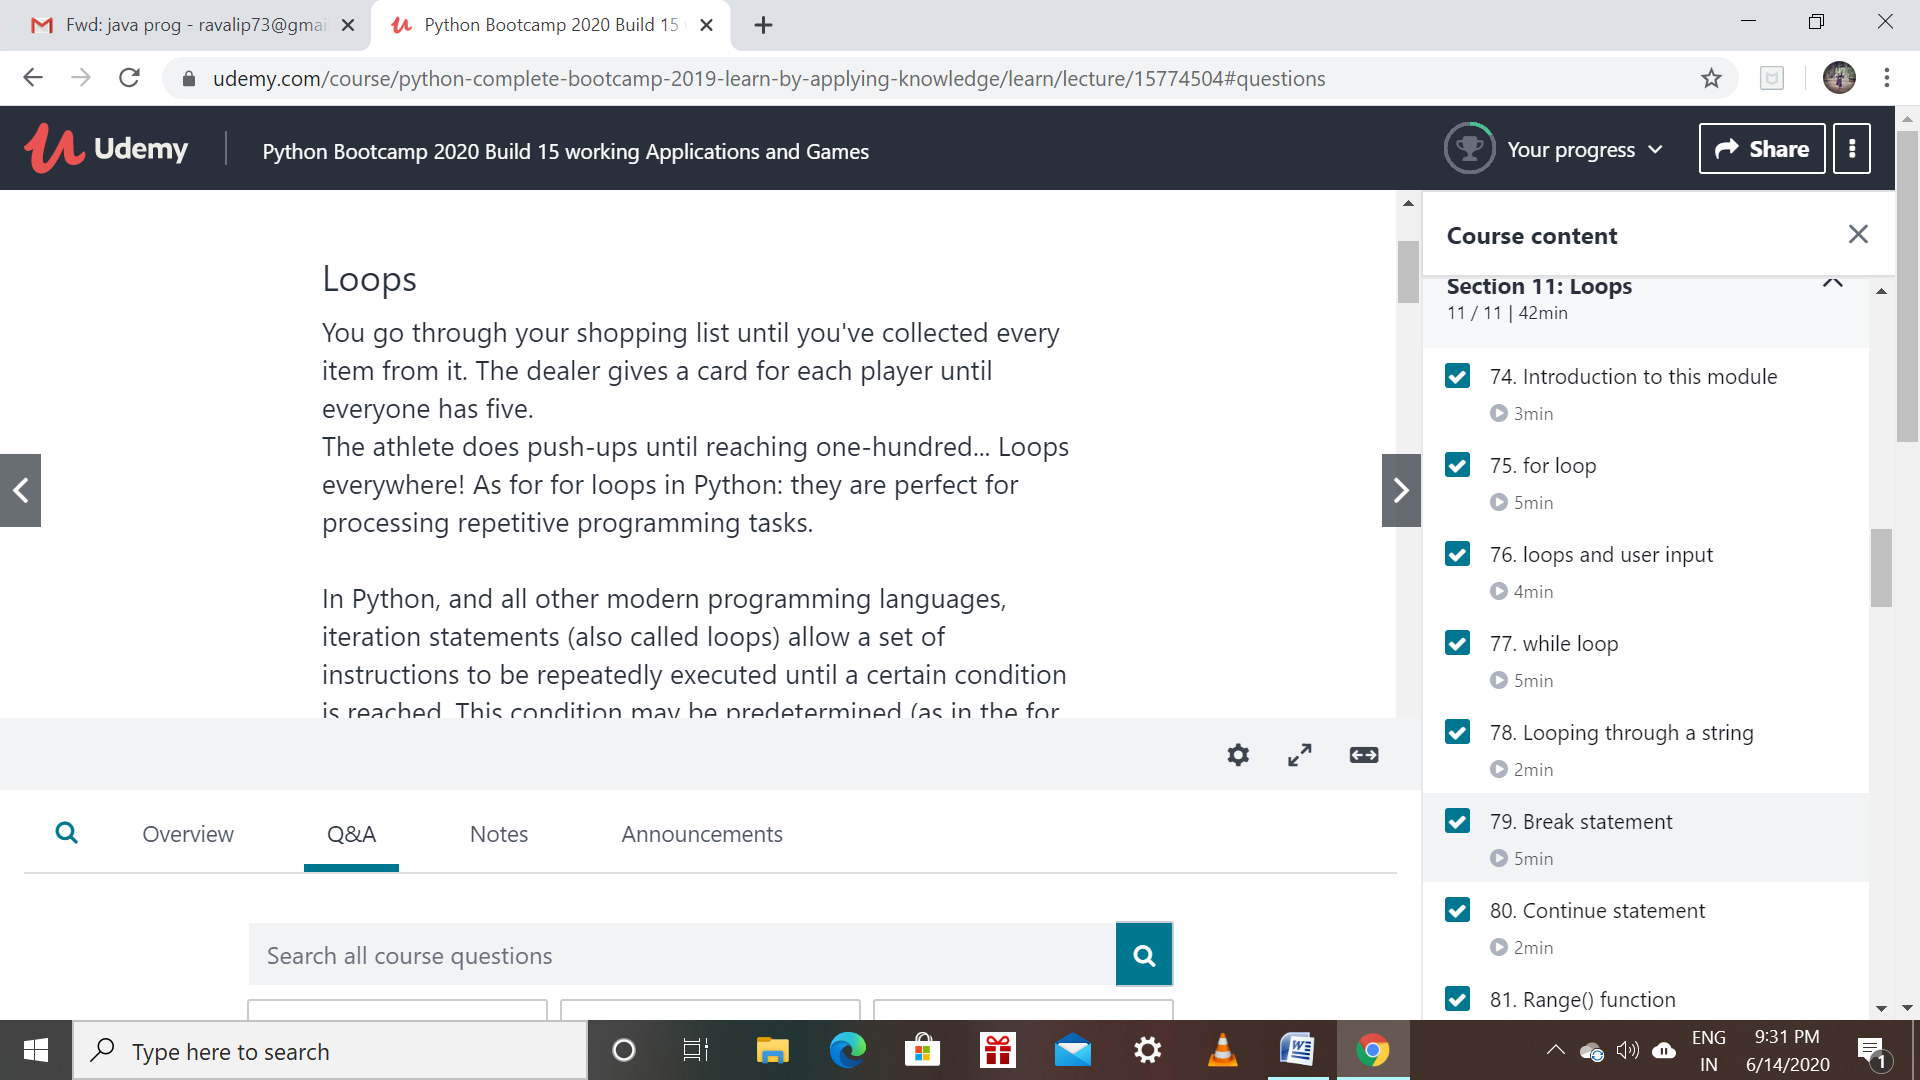 Fwd: java prog - ravalip73@gmai
Python Bootcamp 2020 Build 15
udemy.com/course/python-complete-bootcamp-2019-learn-by-applying-knowledge/learn/lecture/15774504#questions
Udemy
Python Bootcamp 2020 Build 15 working Applications and Games
Your progress
Share
Loops
You go through your shopping list until you've collected every
item from it. The dealer gives a card for each player until
everyone has five.
The athlete does push-ups until reaching one-hundred... Loops
everywhere! As for for loops in Python: they are perfect for
processing repetitive programming tasks.
In Python, and all other modern programming languages,
iteration statements (also called loops) allow a set of
instructions to be repeatedly executed until a certain condition
is reached. This condition may be predetermined (as in the for
Overview
Q&A
Notes
Announcements
Search all course questions
Course content
Section 11: Loops
11 / 11 | 42min
74. Introduction to this module
3min
75. for loop
5min
76. loops and user input
4min
77. while loop
5min
78. Looping through a string
2min
79. Break statement
5min
80. Continue statement
2min
81. Range() function
Type here to search
ENG
IN
9:31 PM
6/14/2020
1